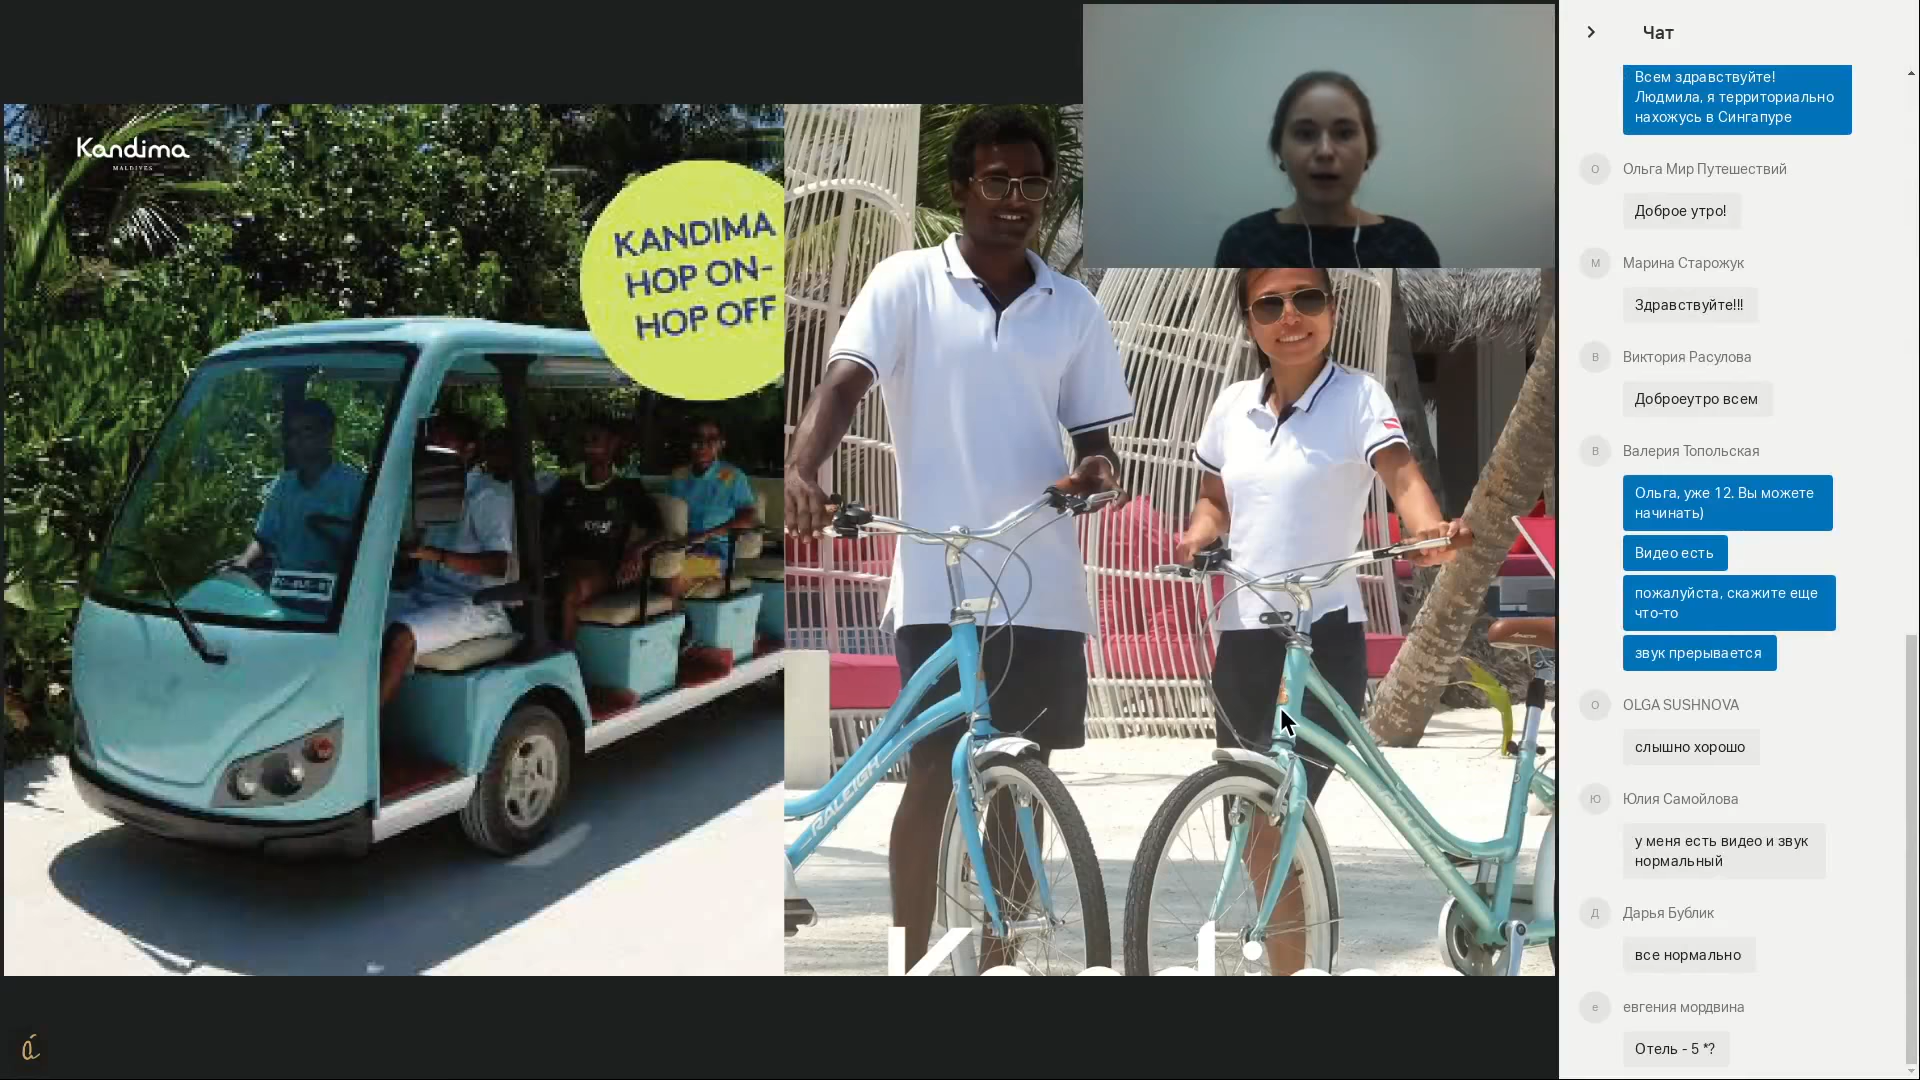 Kandima
MALDIVES
KANDIMA
HOP ON-
HOP OFF
RALEIGH
Чат
Всем здравствуйте!
Людмила, я территориально
нахожусь в Сингапуре
О
Ольга Мир Путешествий
Доброе утро!
М
Марина Старожук
Здравствуйте!!!
В
Виктория Расулова
Доброеутро всем
В
Валерия Топольская
Ольга, уже 12. Вы можете
начинать)
Видео есть
пожалуйста, скажите еще
что-то
звук прерывается
O
OLGA SUSHNOVA
слышно хорошо
Ю
Юлия Самойлова
у меня есть видео и звук
нормальный
Д
Дарья Бублик
все нормально
е
евгения мордвина
Отель - 5 *?
á